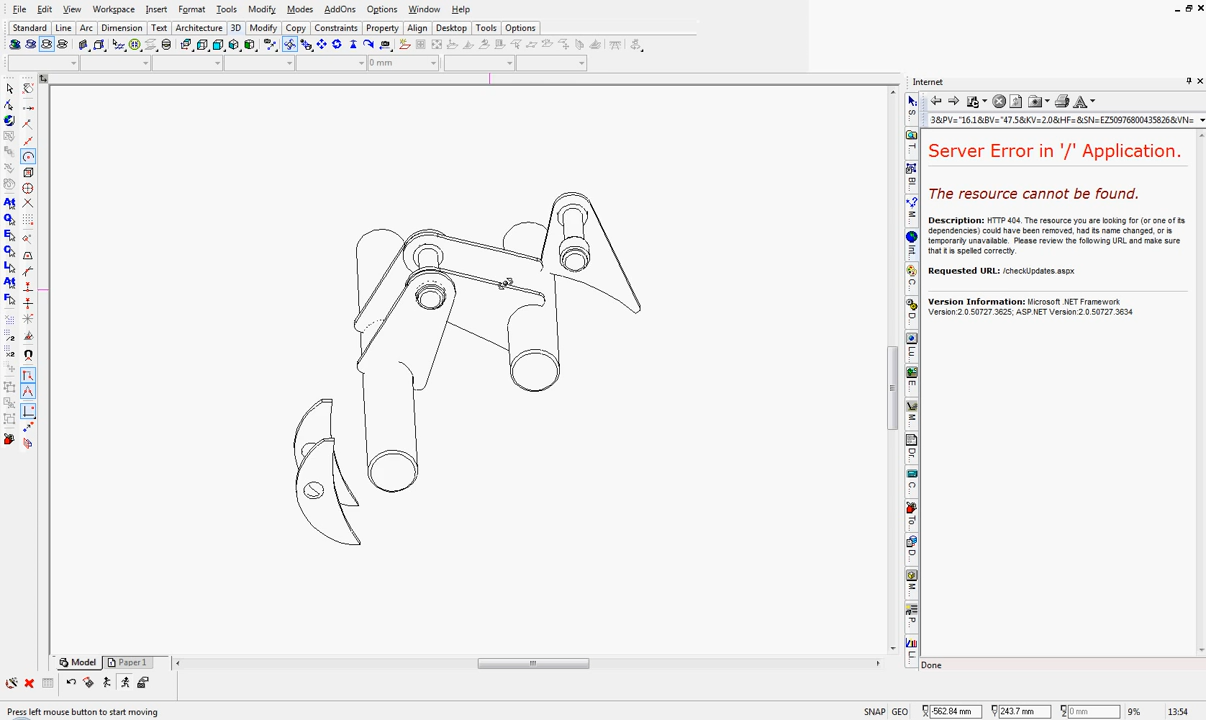 File Edit View Workspace Insert Format Tools Modify Modes AddOns Options Window Help
Standard Line Arc Dimension Text Architecture 3D Modify Copy Constraints Property Align Desktop Tools Options
0 mm
Internet
3&PV="16.1&BV="47.5&KV=2.0&HF=&SN=EZ50976800435826&VN=
Server Error in '/' Application.
The resource cannot be found.
Description: HTTP 404. The resource you are looking for (or one of its
dependencies) could have been removed, had its name changed, or is
temporarily unavailable.  Please review the following URL and make sure
that it is spelled correctly.
Requested URL: /checkUpdates.aspx
Version Information: Microsoft .NET Framework
Version:2.0.50727.3625; ASP.NET Version:2.0.50727.3634
S...
T...
Bl...
M...
Int...
C...
D...
Lu...
E...
M...
Dr...
C...
To...
D...
M...
P...
Li...
Model Paper1
Done
Press left mouse button to start moving
SNAP GEO -562.84 mm 243.7 mm 0 mm 9% 13:54